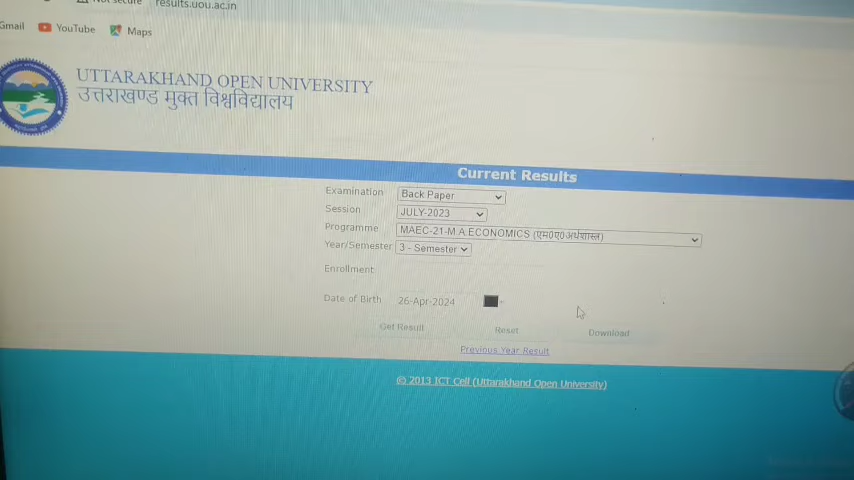 Not secure results.uou.ac.in
Gmail YouTube Maps
UTTARAKHAND OPEN UNIVERSITY
उत्तराखण्ड मुक्त विश्वविद्यालय
Current Results
Examination Back Paper
Session JULY-2023
Programme MAEC-21-M.A.ECONOMICS (एम0ए0अर्थशास्त्र)
Year/Semester 3 - Semester
Enrollment
Date of Birth 26-Apr-2024
Get Result Reset Download
Previous Year Result
© 2013 ICT Cell (Uttarakhand Open University)